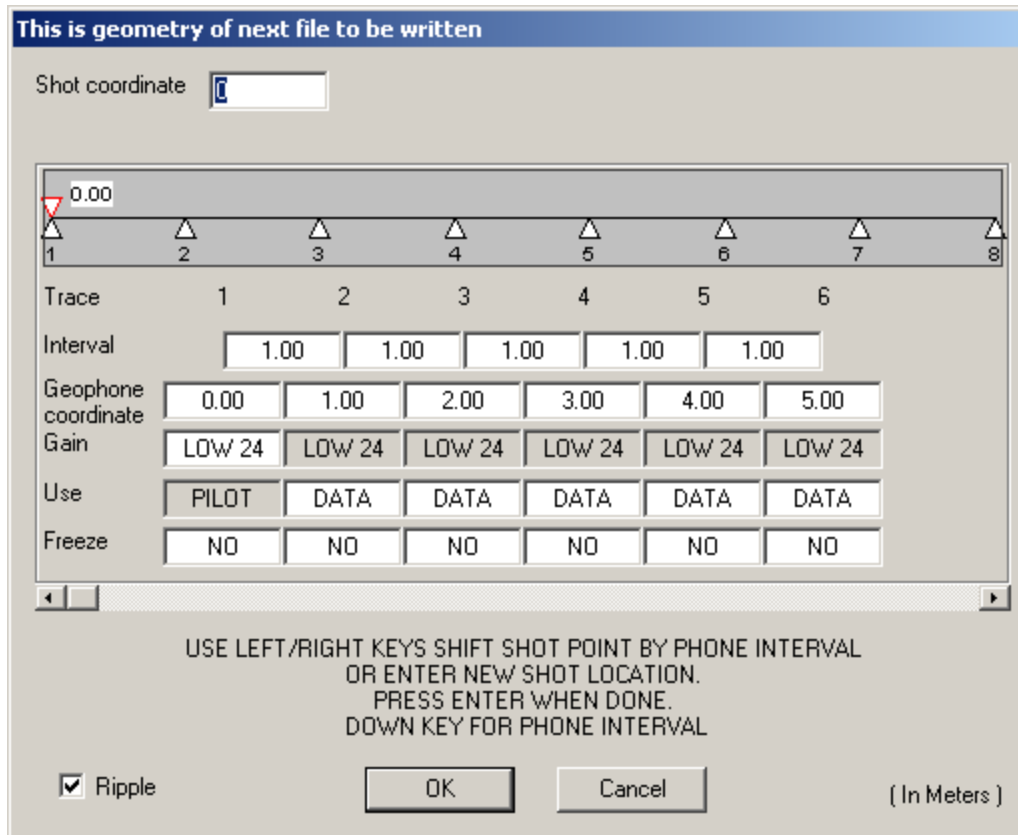 This is geometry of next file to be written
Shot coordinate 0
0.00
1 2 3 4 5 6 7 8
Trace 1 2 3 4 5 6
Interval 1.00 1.00 1.00 1.00 1.00
Geophone
coordinate 0.00 1.00 2.00 3.00 4.00 5.00
Gain LOW 24 LOW 24 LOW 24 LOW 24 LOW 24 LOW 24
Use PILOT DATA DATA DATA DATA DATA
Freeze NO NO NO NO NO NO
USE LEFT/RIGHT KEYS SHIFT SHOT POINT BY PHONE INTERVAL
OR ENTER NEW SHOT LOCATION.
PRESS ENTER WHEN DONE.
DOWN KEY FOR PHONE INTERVAL
Ripple OK Cancel ( In Meters )